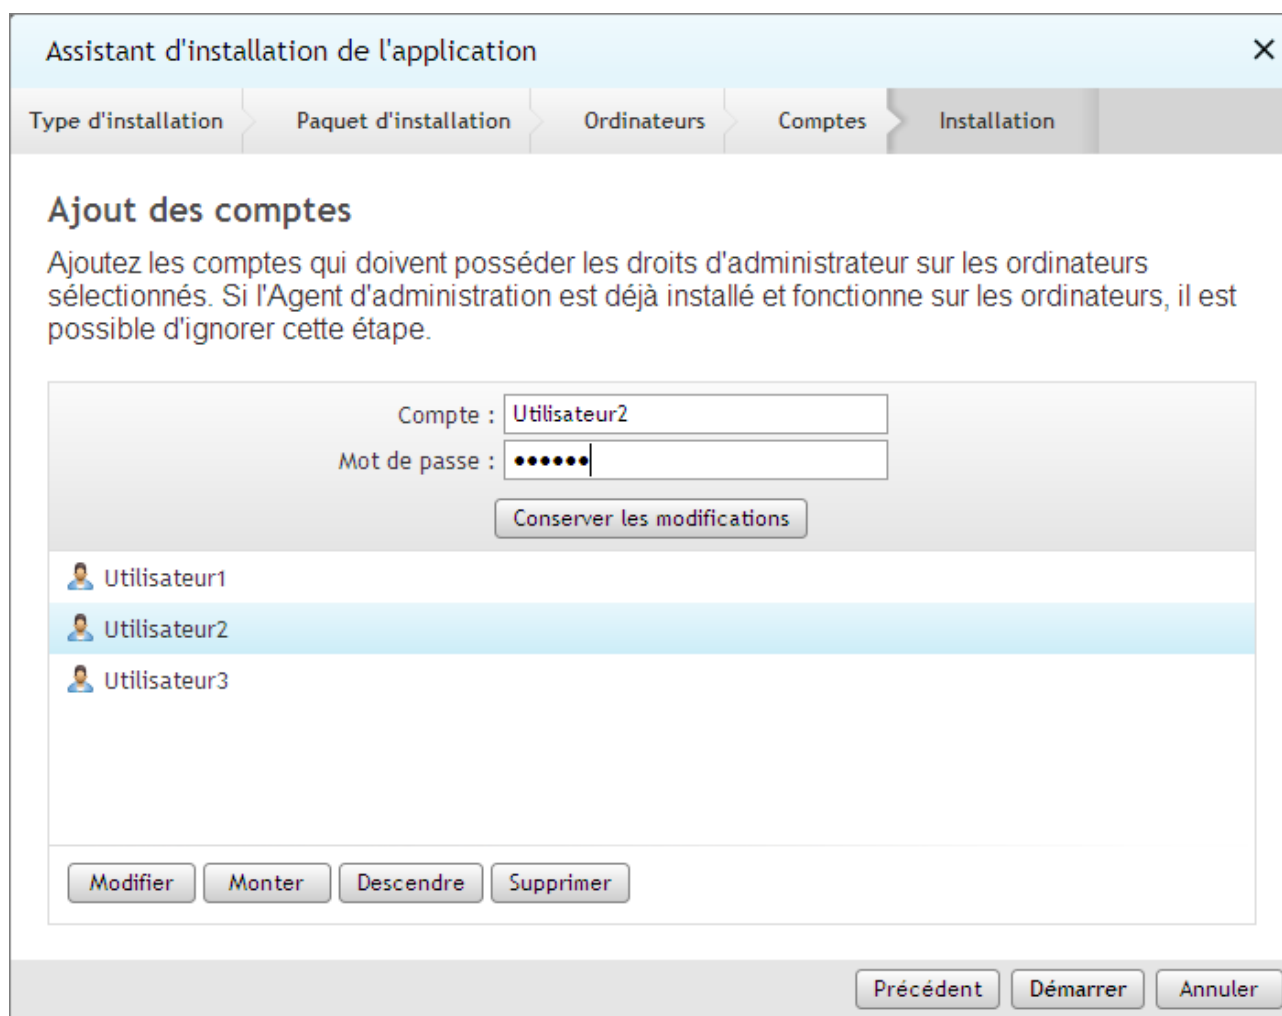 Assistant d'installation de l'application
Type d'installation
Paquet d'installation
Ordinateurs
Comptes
Installation
Ajout des comptes
Ajoutez les comptes qui doivent posséder les droits d'administrateur sur les ordinateurs
sélectionnés. Si l'Agent d'administration est déjà installé et fonctionne sur les ordinateurs, il est
possible d'ignorer cette étape.
Compte : Utilisateur2
Mot de passe : ••••••
Conserver les modifications
Utilisateur1
Utilisateur2
Utilisateur3
Modifier
Monter
Descendre
Supprimer
Précédent
Démarrer
Annuler